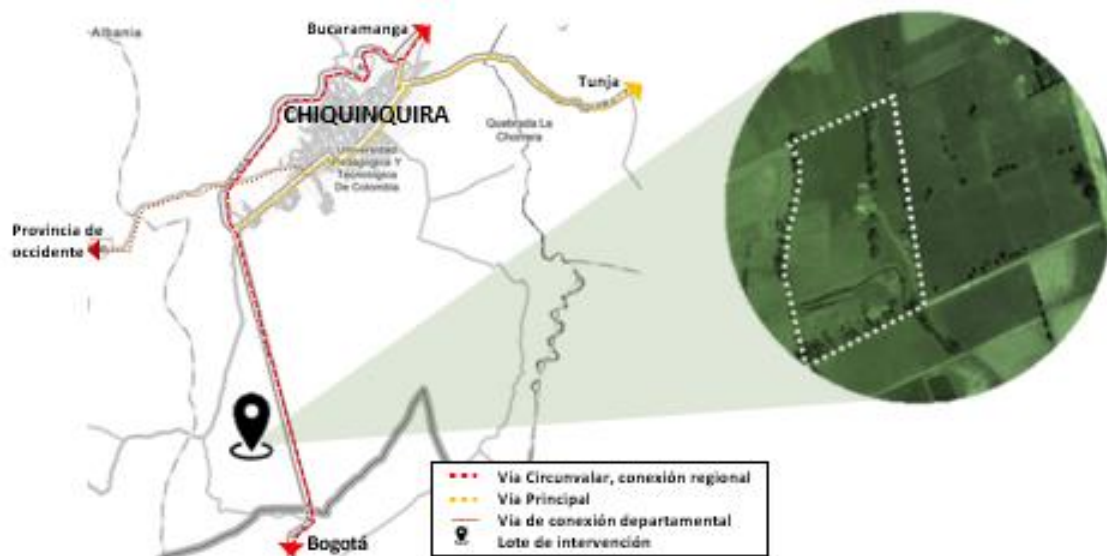 Albania
Bucaramanga
Tunja
CHIQUINQUIRA
Quebrada La
Chorrera
Universidad
Pedagógica Y
Tecnológica
De Colombia
Provincia de
occidente
Bogotá
Vía Circunvalar, conexión regional
Vía Principal
Vía de conexión departamental
Lote de intervención